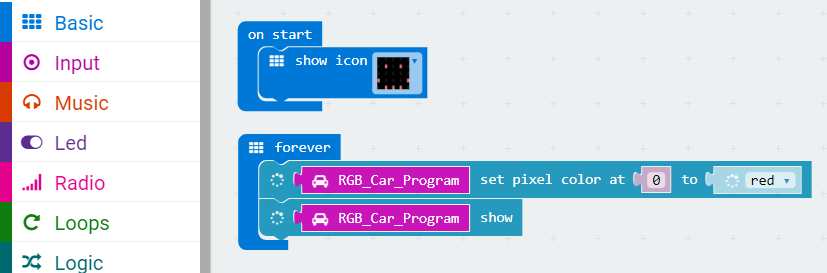 Basic
Input
Music
Led
Radio
Loops
Logic
on start
show icon
forever
RGB_Car_Program set pixel color at 0 to red
RGB_Car_Program show